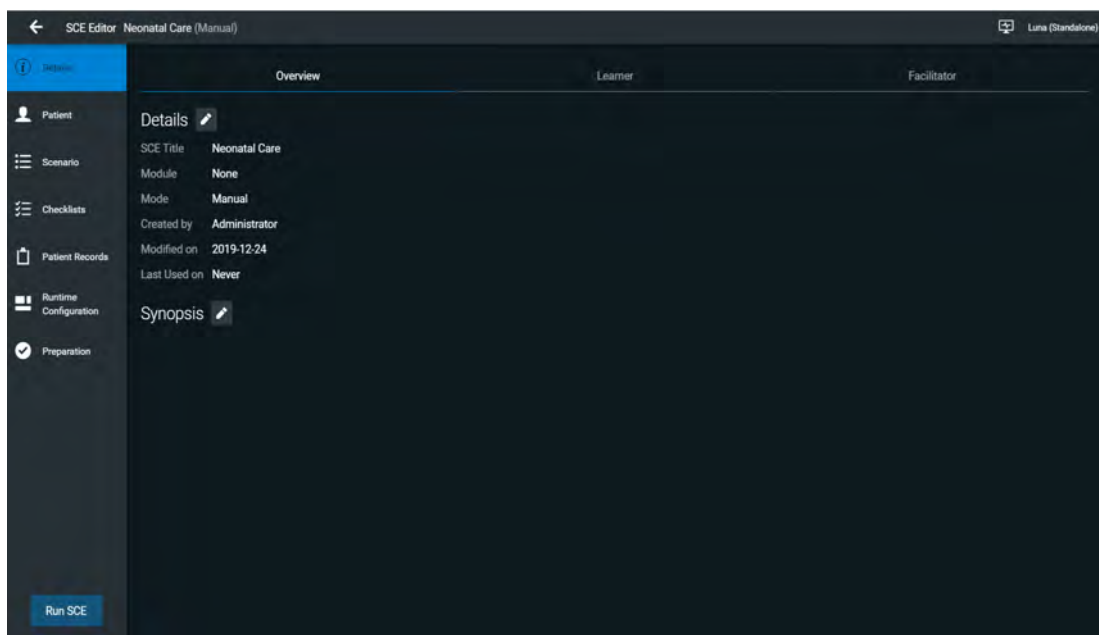 SCE Editor Neonatal Care (Manual)
Luna (Standalone)
Details
Patient
Scenario
Checklists
Patient Records
Runtime
Configuration
Preparation
Run SCE
Overview Learner Facilitator
Details
SCE Title Neonatal Care
Module None
Mode Manual
Created by Administrator
Modified on 2019-12-24
Last Used on Never
Synopsis